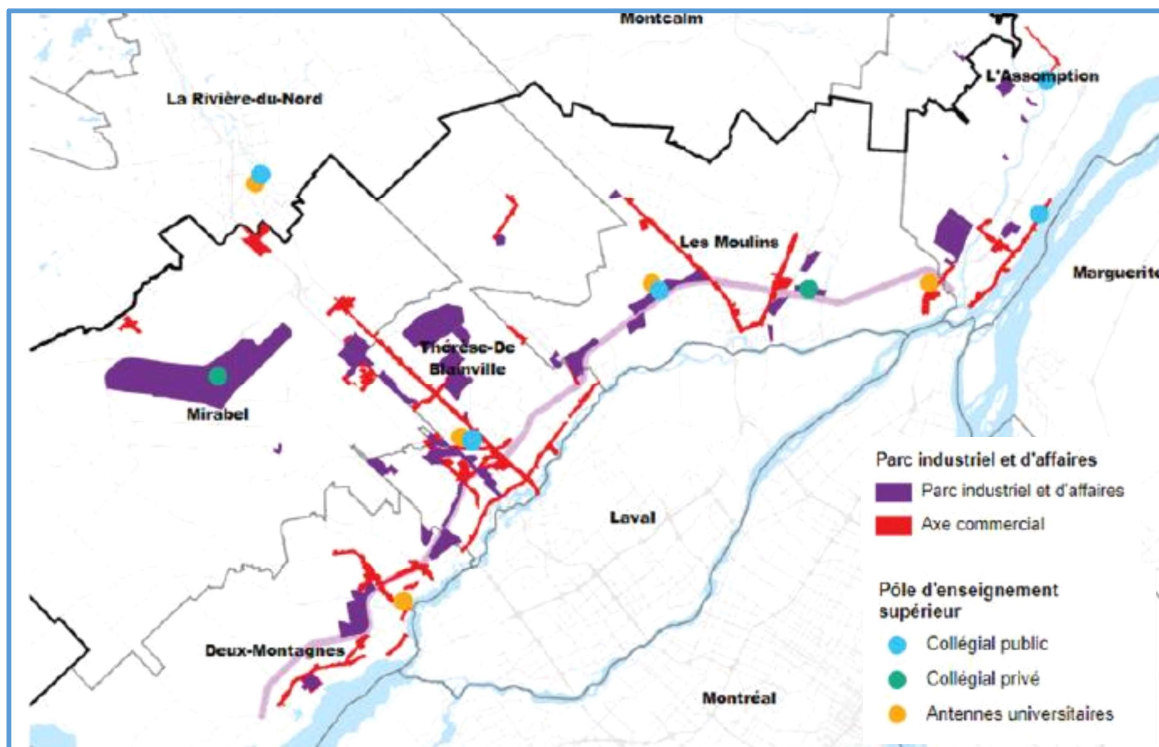 Montcalm
L'Assomption
La Rivière-du-Nord
Les Moulins
Marguerite
Thérèse-De
Blainville
Mirabel
Parc industriel et d'affaires
Parc industriel et d'affaires
Axe commercial
Laval
Pôle d'enseignement
supérieur
Collégial public
Deux-Montagnes
Collégial privé
Montréal
Antennes universitaires